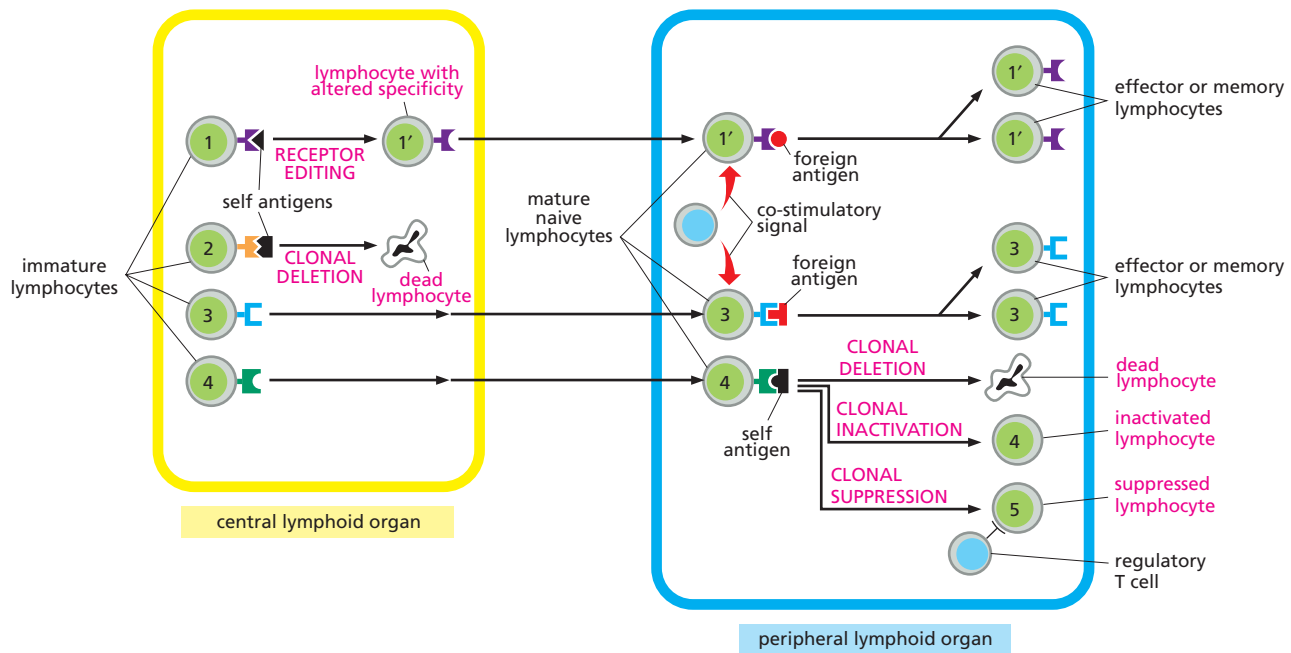 lymphocyte with
altered specificity
1
RECEPTOR
EDITING
1′
self antigens
2
CLONAL
DELETION
dead
lymphocyte
immature
lymphocytes
3
4
central lymphoid organ
mature
naive
lymphocytes
1′
foreign
antigen
co-stimulatory
signal
foreign
antigen
3
4
self
antigen
1′
1′
effector or memory
lymphocytes
3
3
effector or memory
lymphocytes
CLONAL
DELETION
dead
lymphocyte
CLONAL
INACTIVATION
4
inactivated
lymphocyte
CLONAL
SUPPRESSION
5
suppressed
lymphocyte
regulatory
T cell
peripheral lymphoid organ